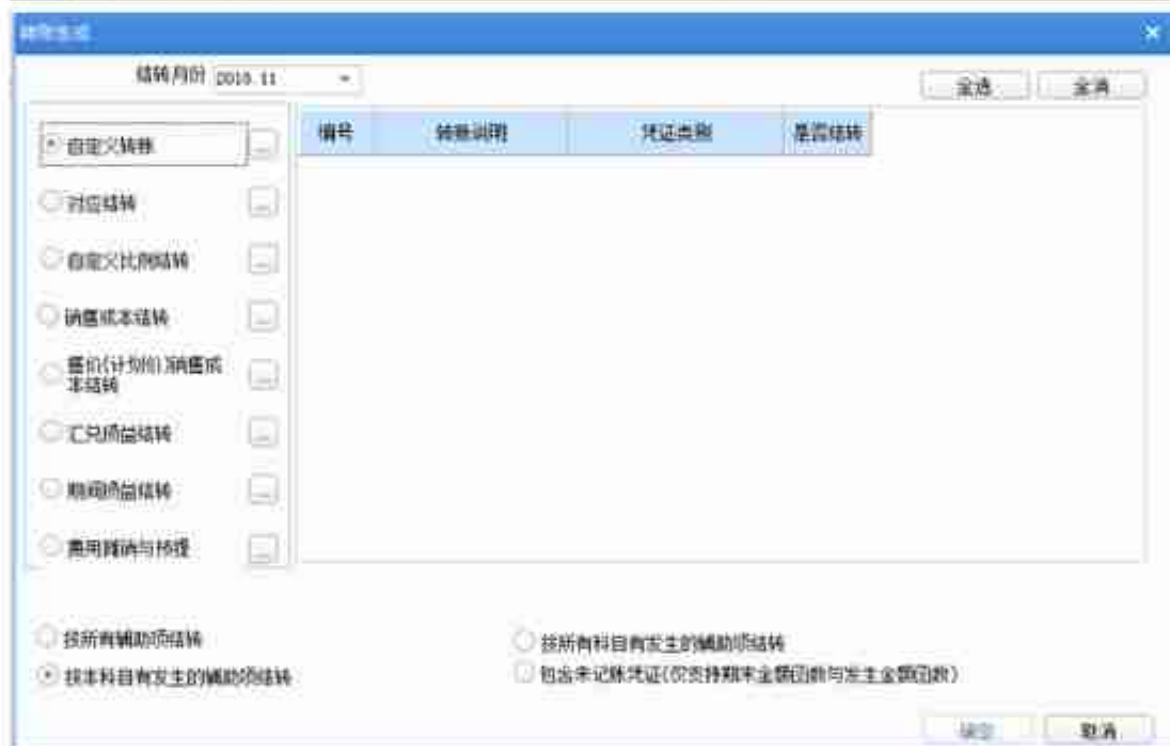 转账生成
结转月份 2018.11
全选 全消
编号 转账说明 凭证类别 是否结转
自定义转账
对应结转
自定义比例结转
销售成本结转
售价(计划价)销售成
本结转
汇兑损益结转
期间损益结转
费用摊销与预提
按所有辅助项结转
按所有科目有发生的辅助项结转
按本科目有发生的辅助项结转
包含未记账凭证(仅支持期末金额函数与发生金额函数)
确定 取消